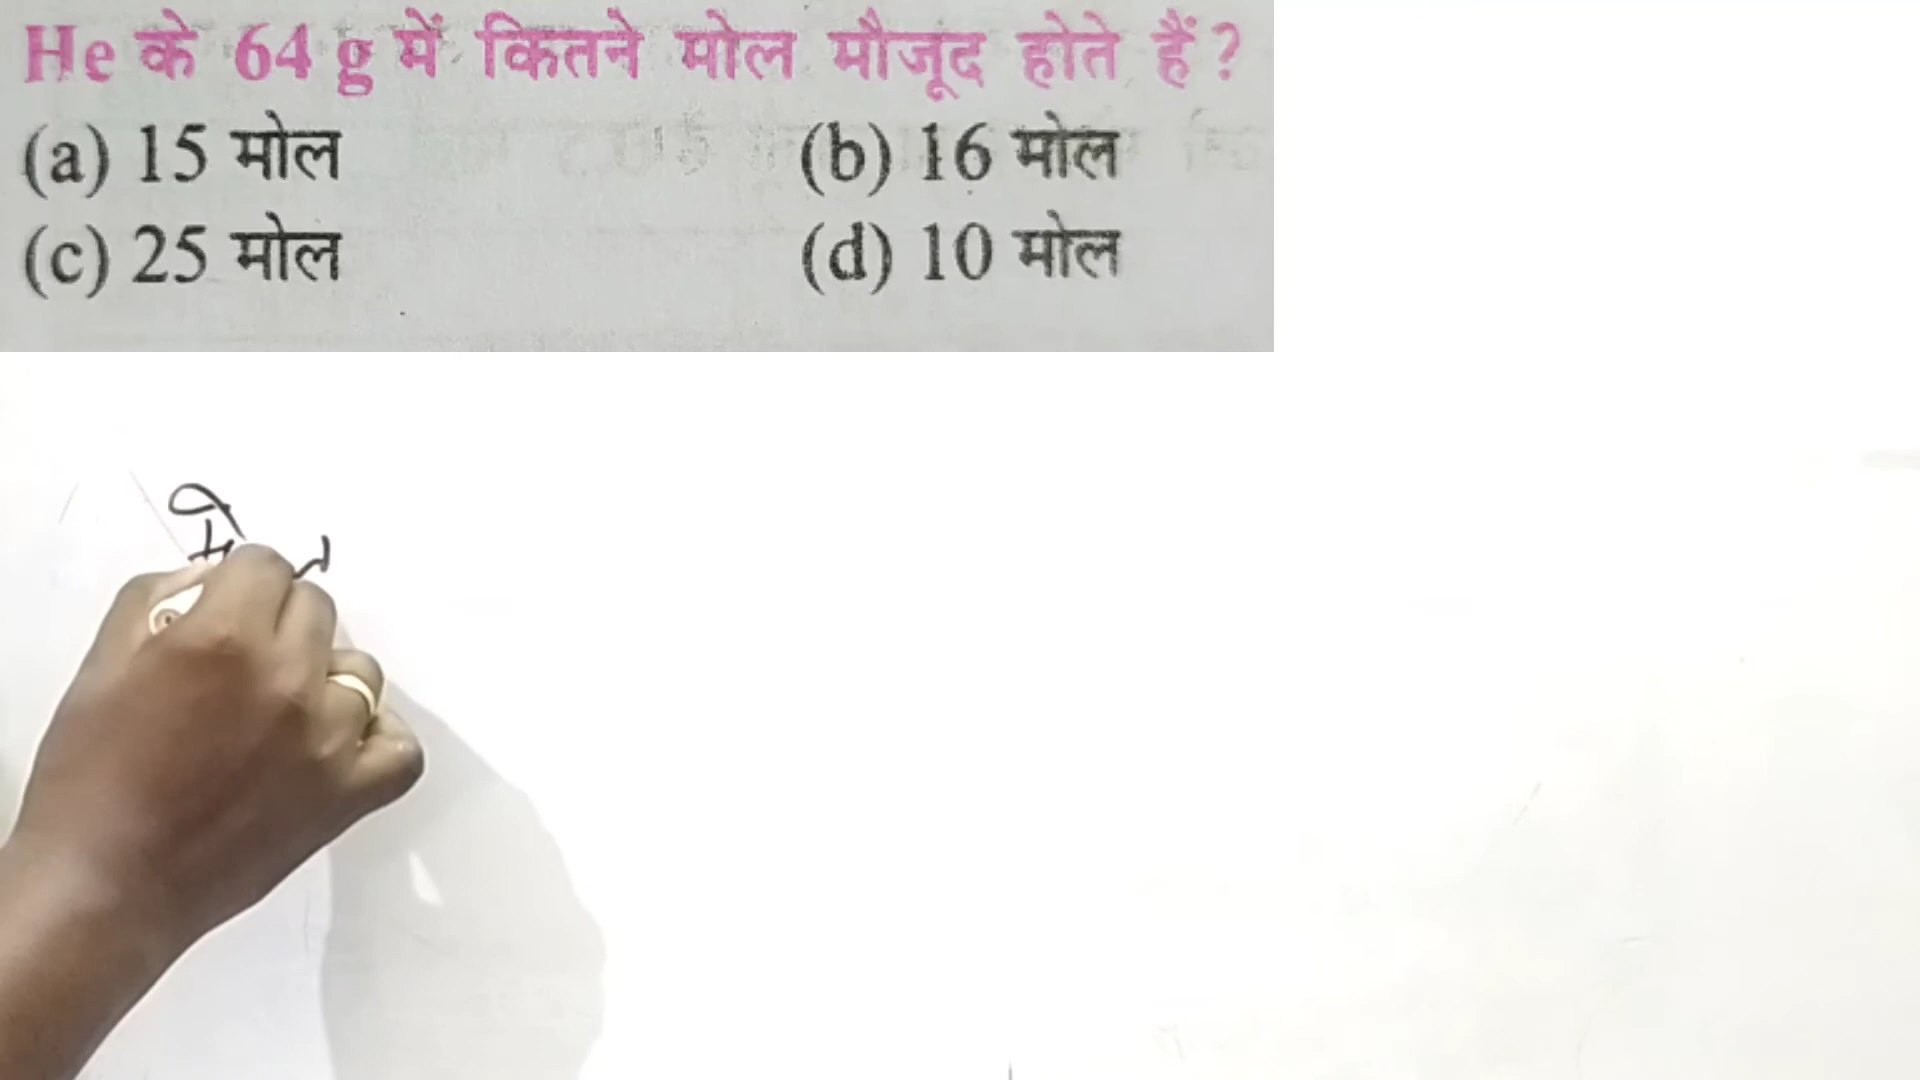 He के 64 g में कितने मोल मौजूद होते हैं?
(a) 15 मोल (b) 16 मोल
(c) 25 मोल (d) 10 मोल